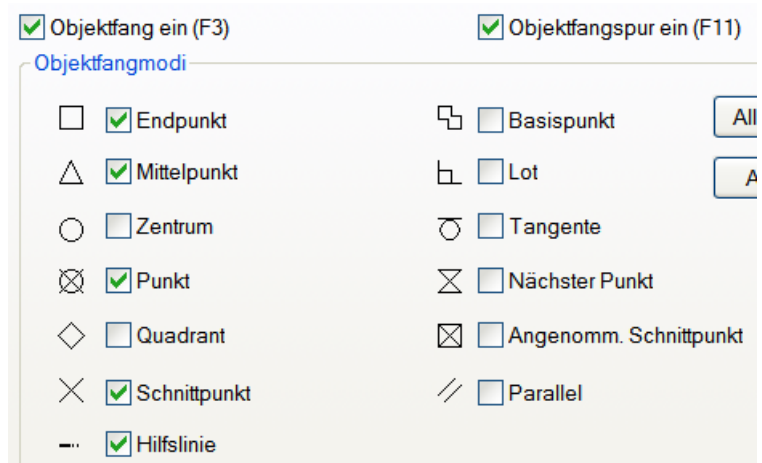 Objektfang ein (F3)
Objektfangspur ein (F11)
Objektfangmodi
Endpunkt
Mittelpunkt
Zentrum
Punkt
Quadrant
Schnittpunkt
Hilfslinie
Basispunkt
Lot
Tangente
Nächster Punkt
Angenomm. Schnittpunkt
Parallel
All
A